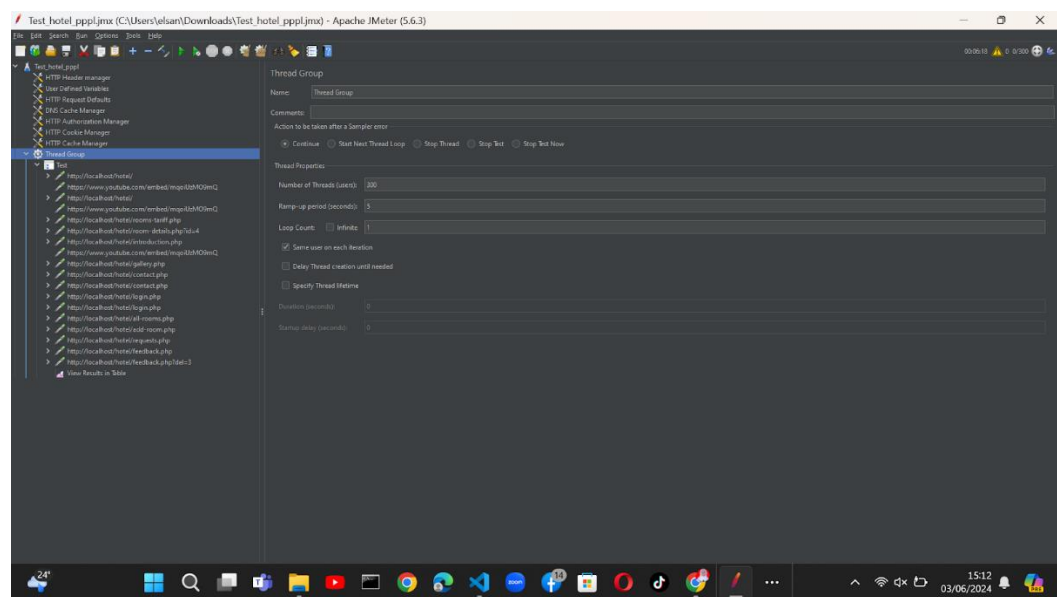 Test_hotel_pppl.jmx (C:\Users\elsan\Downloads\Test_hotel_pppl.jmx) - Apache JMeter (5.6.3)
File Edit Search Run Options Tools Help
00:06:18 0 0/300
Test_hotel_pppl
HTTP Header manager
User Defined Variables
HTTP Request Defaults
DNS Cache Manager
HTTP Authorization Manager
HTTP Cookie Manager
HTTP Cache Manager
Thread Group
Test
http://localhost/hotel/
http://localhost/hotel/
http://localhost/hotel/rooms-tariff.php
http://localhost/hotel/room-details.php?id=4
http://localhost/hotel/introduction.php
http://localhost/hotel/gallery.php
http://localhost/hotel/contact.php
http://localhost/hotel/contact.php
http://localhost/hotel/login.php
http://localhost/hotel/login.php
http://localhost/hotel/all-rooms.php
http://localhost/hotel/add-room.php
http://localhost/hotel/requests.php
http://localhost/hotel/feedback.php
http://localhost/hotel/feedback.php?del=3
View Results in Table
Thread Group
Name: Thread Group
Comments:
Action to be taken after a Sampler error
Continue Start Next Thread Loop Stop Thread Stop Test Stop Test Now
Thread Properties
Number of Threads (users):
Ramp-up period (seconds): 5
Loop Count: Infinite 1
Same user on each iteration
Delay Thread creation until needed
Specify Thread lifetime
Duration (seconds): 0
Startup delay (seconds): 0
24°
zoom
14
15:12
03/06/2024